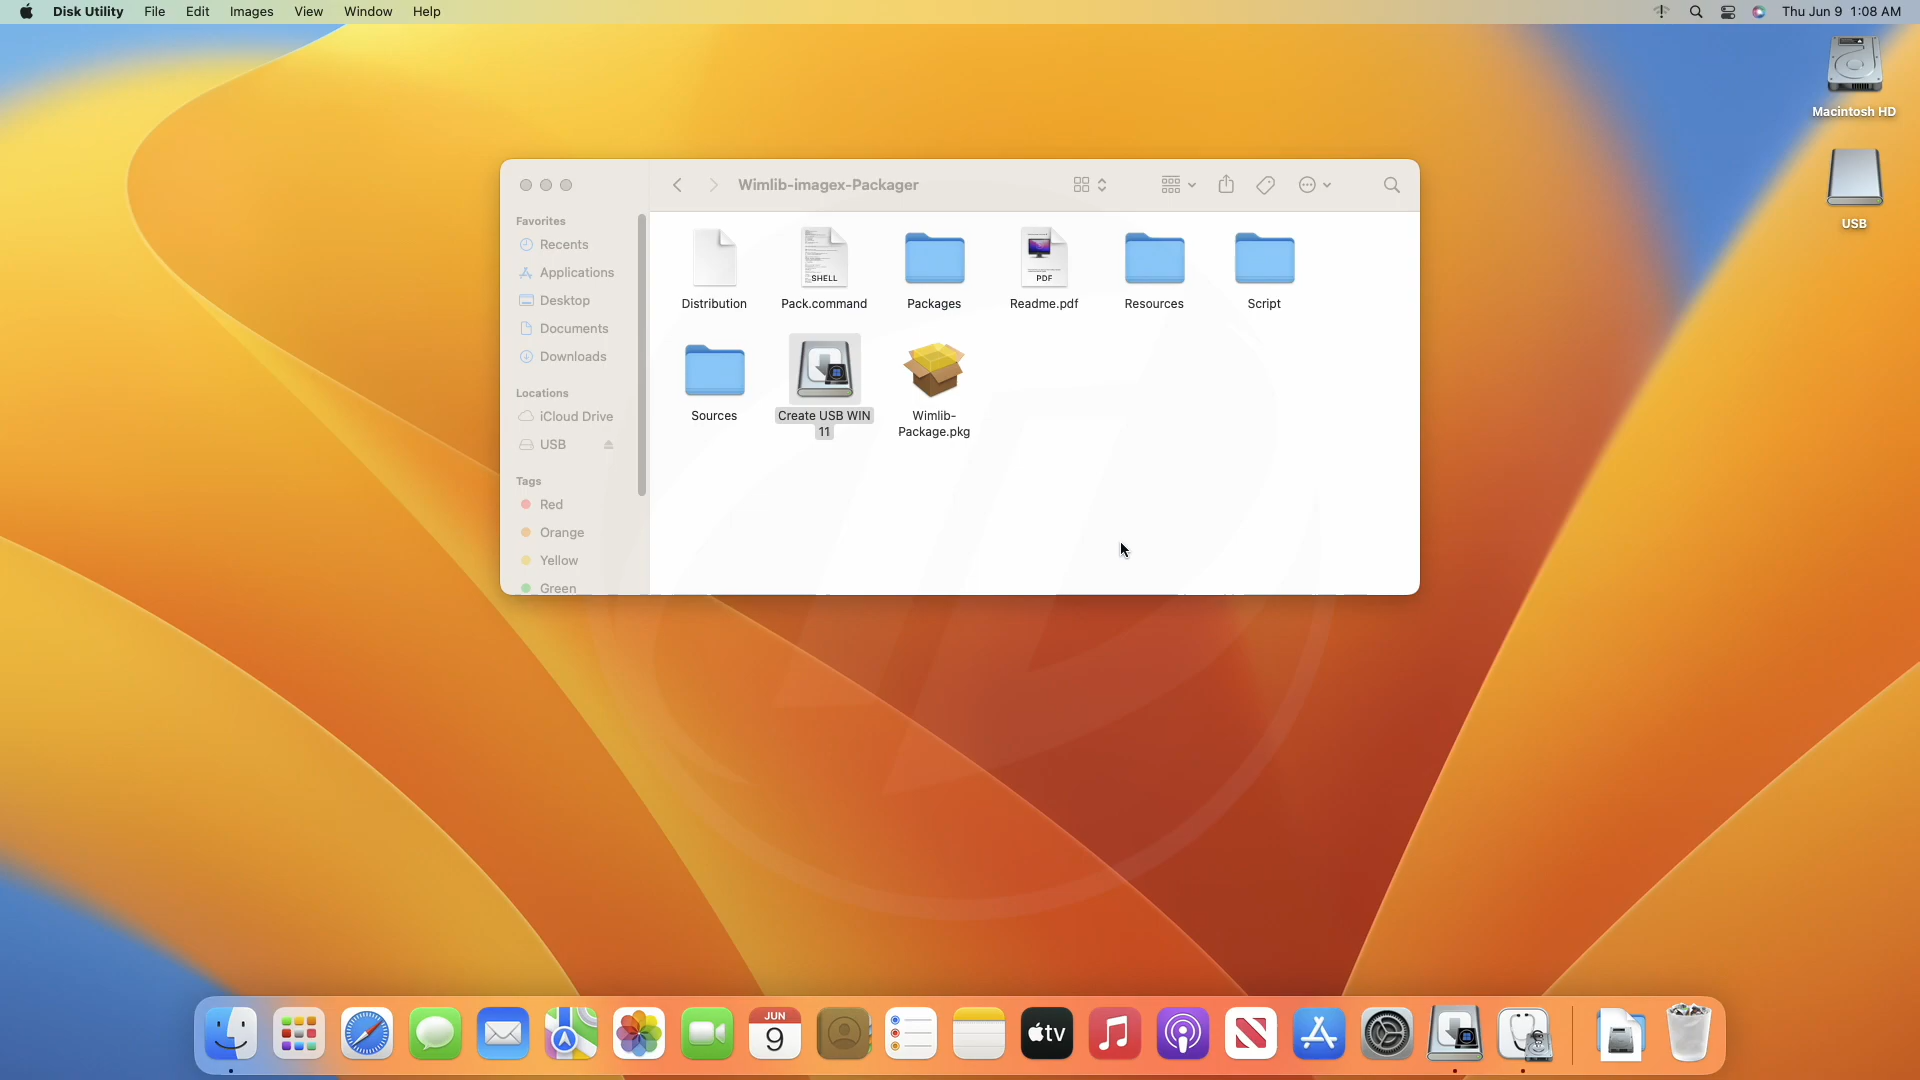 Disk Utility File Edit Images View Window Help
Thu Jun 9 1:08 AM
Macintosh HD
USB
Wimlib-imagex-Packager
Favorites
Recents
Applications
Desktop
Documents
Downloads
Locations
iCloud Drive
USB
Tags
Red
Orange
Yellow
Green
SHELL
PDF
Distribution
Pack.command
Packages
Readme.pdf
Resources
Script
Sources
Create USB WIN
11
Wimlib-
Package.pkg
JUN
9
tv